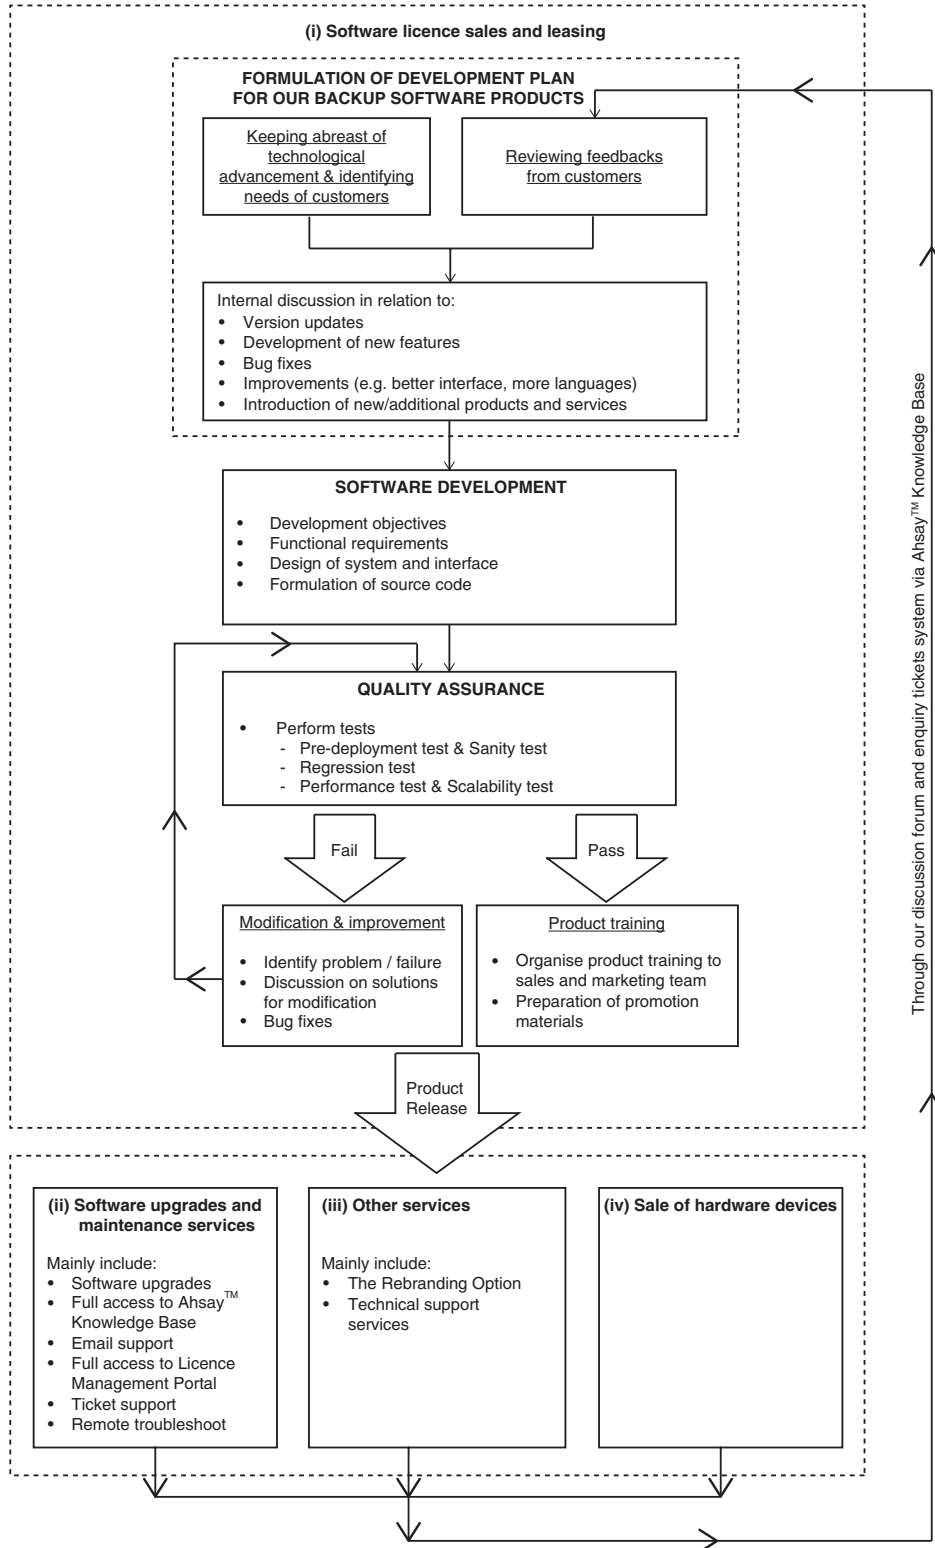 (i) Software licence sales and leasing
FORMULATION OF DEVELOPMENT PLAN
FOR OUR BACKUP SOFTWARE PRODUCTS
Keeping abreast of
technological
advancement & identifying
needs of customers
Reviewing feedbacks
from customers
Internal discussion in relation to:
• Version updates
• Development of new features
• Bug fixes
• Improvements (e.g. better interface, more languages)
• Introduction of new/additional products and services
SOFTWARE DEVELOPMENT
• Development objectives
• Functional requirements
• Design of system and interface
• Formulation of source code
QUALITY ASSURANCE
• Perform tests
- Pre-deployment test & Sanity test
- Regression test
- Performance test & Scalability test
Fail
Pass
Modification & improvement
• Identify problem / failure
• Discussion on solutions
for modification
• Bug fixes
Product training
• Organise product training to
sales and marketing team
• Preparation of promotion
materials
Product
Release
(ii) Software upgrades and
maintenance services
Mainly include:
• Software upgrades
• Full access to Ahsay™
Knowledge Base
• Email support
• Full access to Licence
Management Portal
• Ticket support
• Remote troubleshoot
(iii) Other services
Mainly include:
• The Rebranding Option
• Technical support
services
(iv) Sale of hardware devices
Through our discussion forum and enquiry tickets system via Ahsay™ Knowledge Base